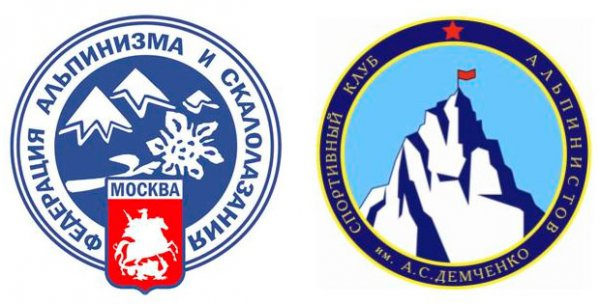 ФЕДЕРАЦИЯ АЛЬПИНИЗМА И СКАЛОЛАЗАНИЯ
МОСКВА
СПОРТИВНЫЙ КЛУБ АЛЬПИНИСТОВ
им. А.С.ДЕМЧЕНКО